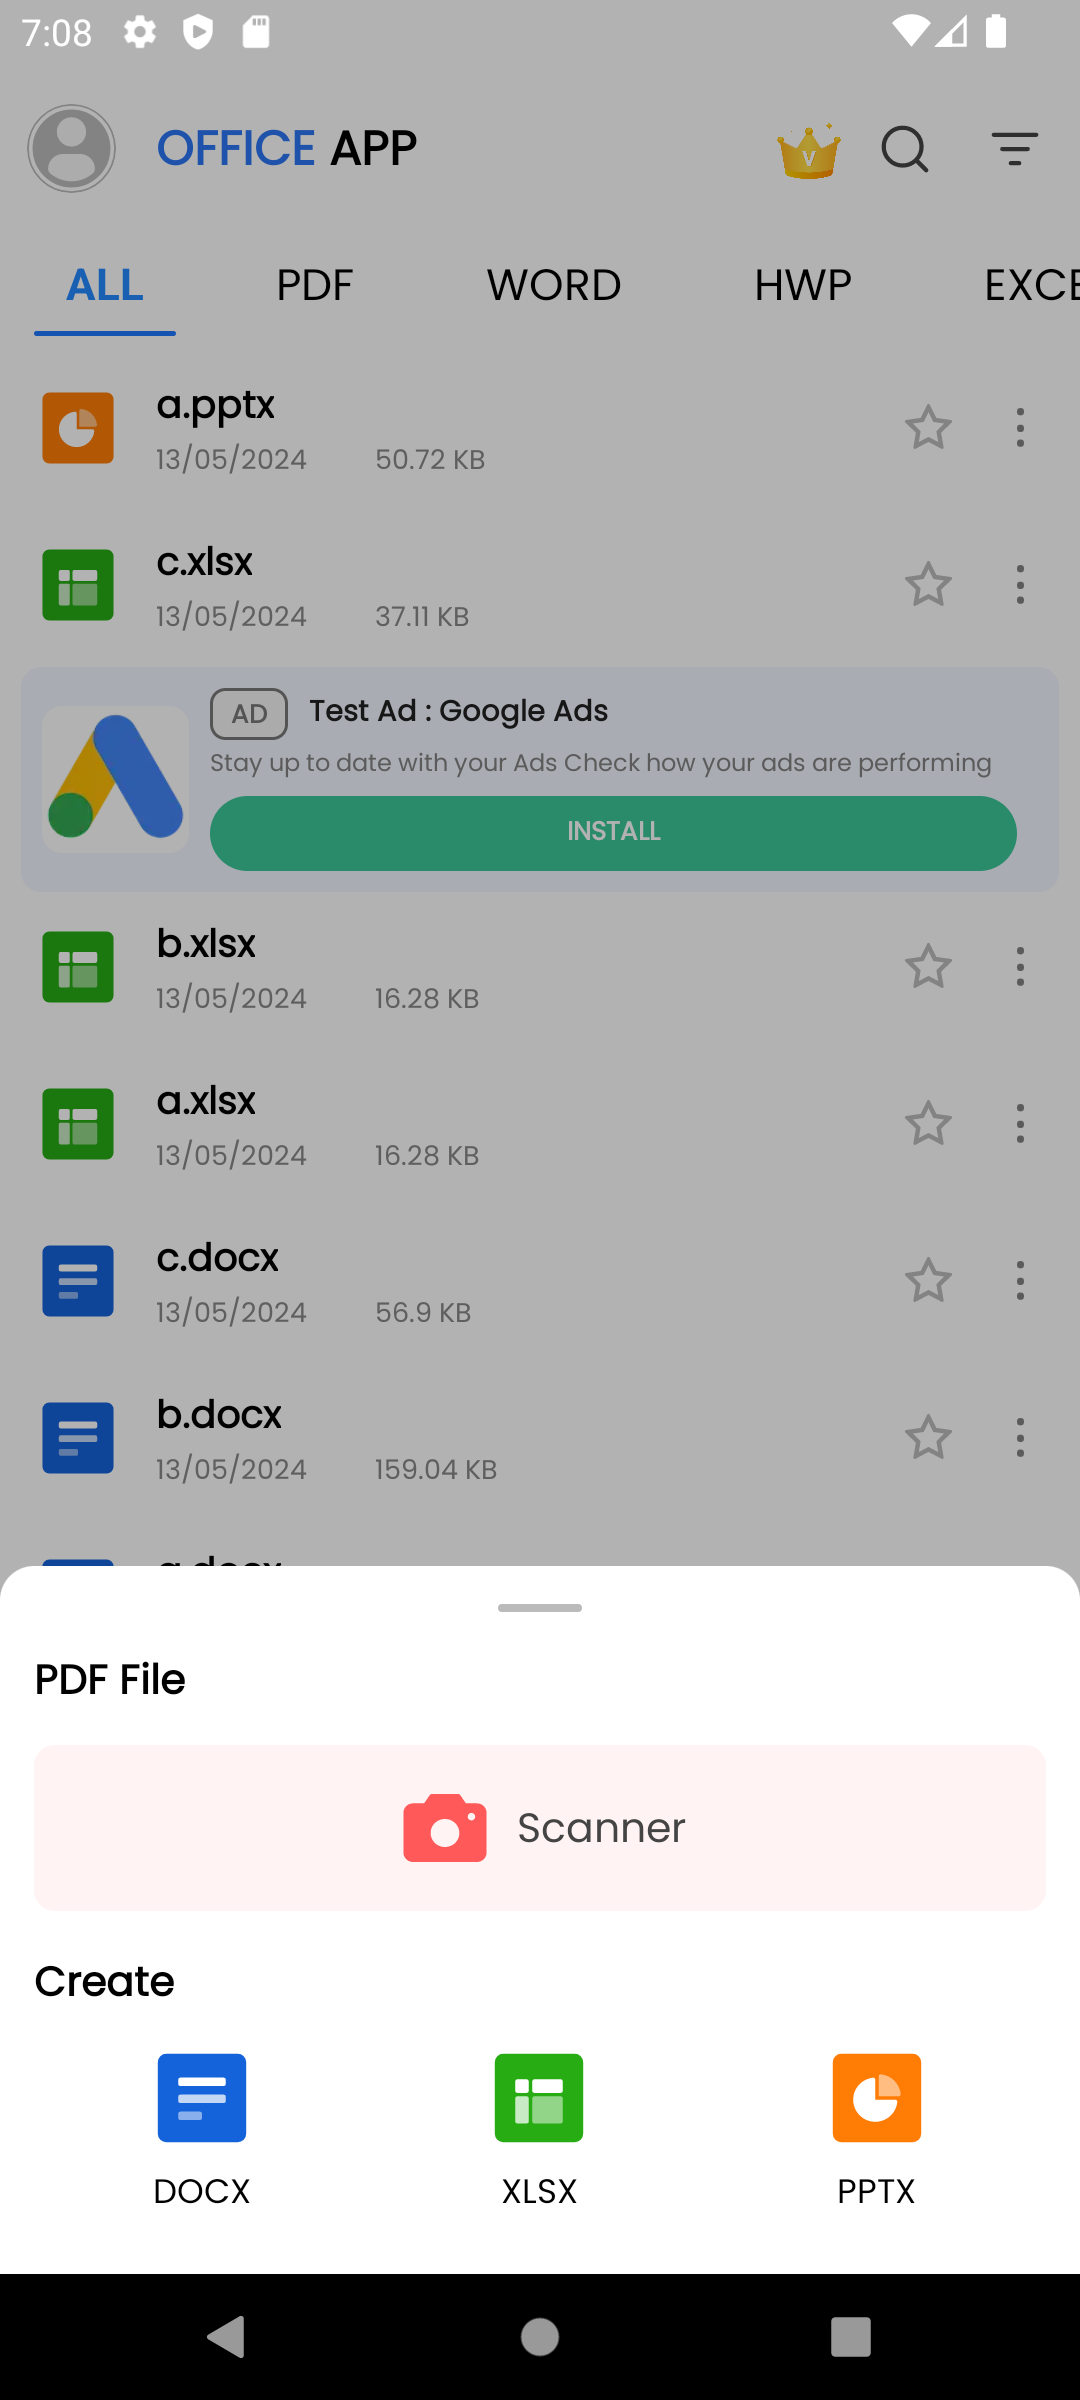 7:08
OFFICE APP
ALL PDF WORD HWP EXCE
a.pptx
13/05/2024 50.72 KB
c.xlsx
13/05/2024 37.11 KB
AD Test Ad : Google Ads
Stay up to date with your Ads Check how your ads are performing
INSTALL
b.xlsx
13/05/2024 16.28 KB
a.xlsx
13/05/2024 16.28 KB
c.docx
13/05/2024 56.9 KB
b.docx
13/05/2024 159.04 KB
a.docx
PDF File
Scanner
Create
DOCX XLSX PPTX